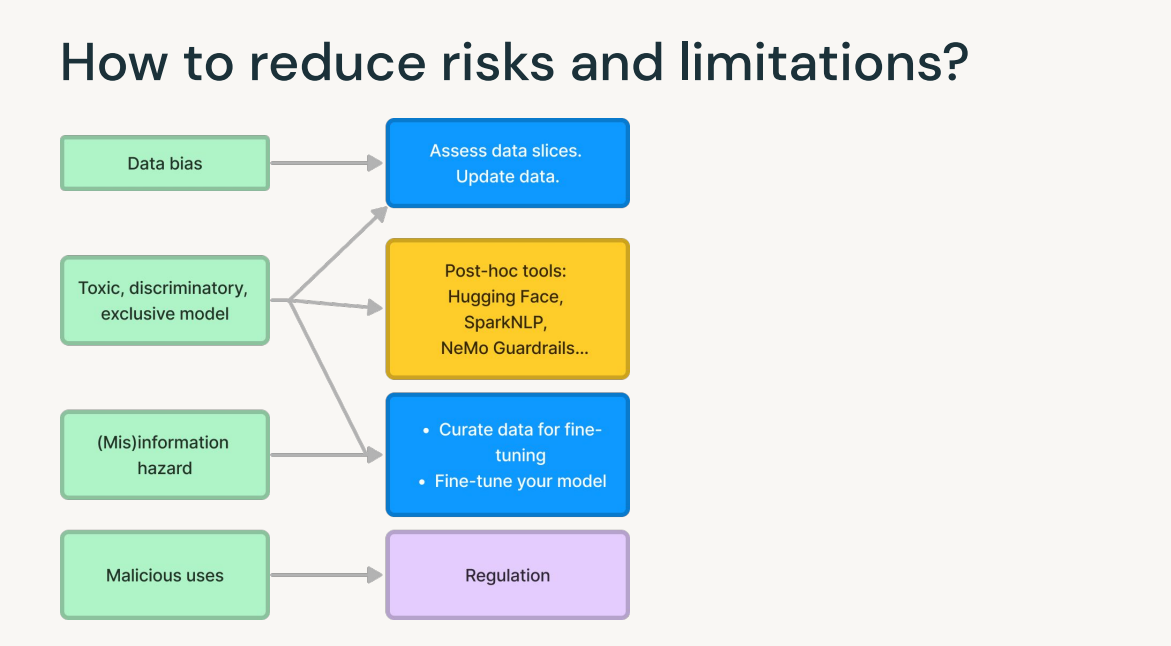 How to reduce risks and limitations?
Data bias
Assess data slices.
Update data.
Toxic, discriminatory,
exclusive model
Post-hoc tools:
Hugging Face,
SparkNLP,
NeMo Guardrails...
(Mis)information
hazard
• Curate data for fine-
tuning
• Fine-tune your model
Malicious uses
Regulation